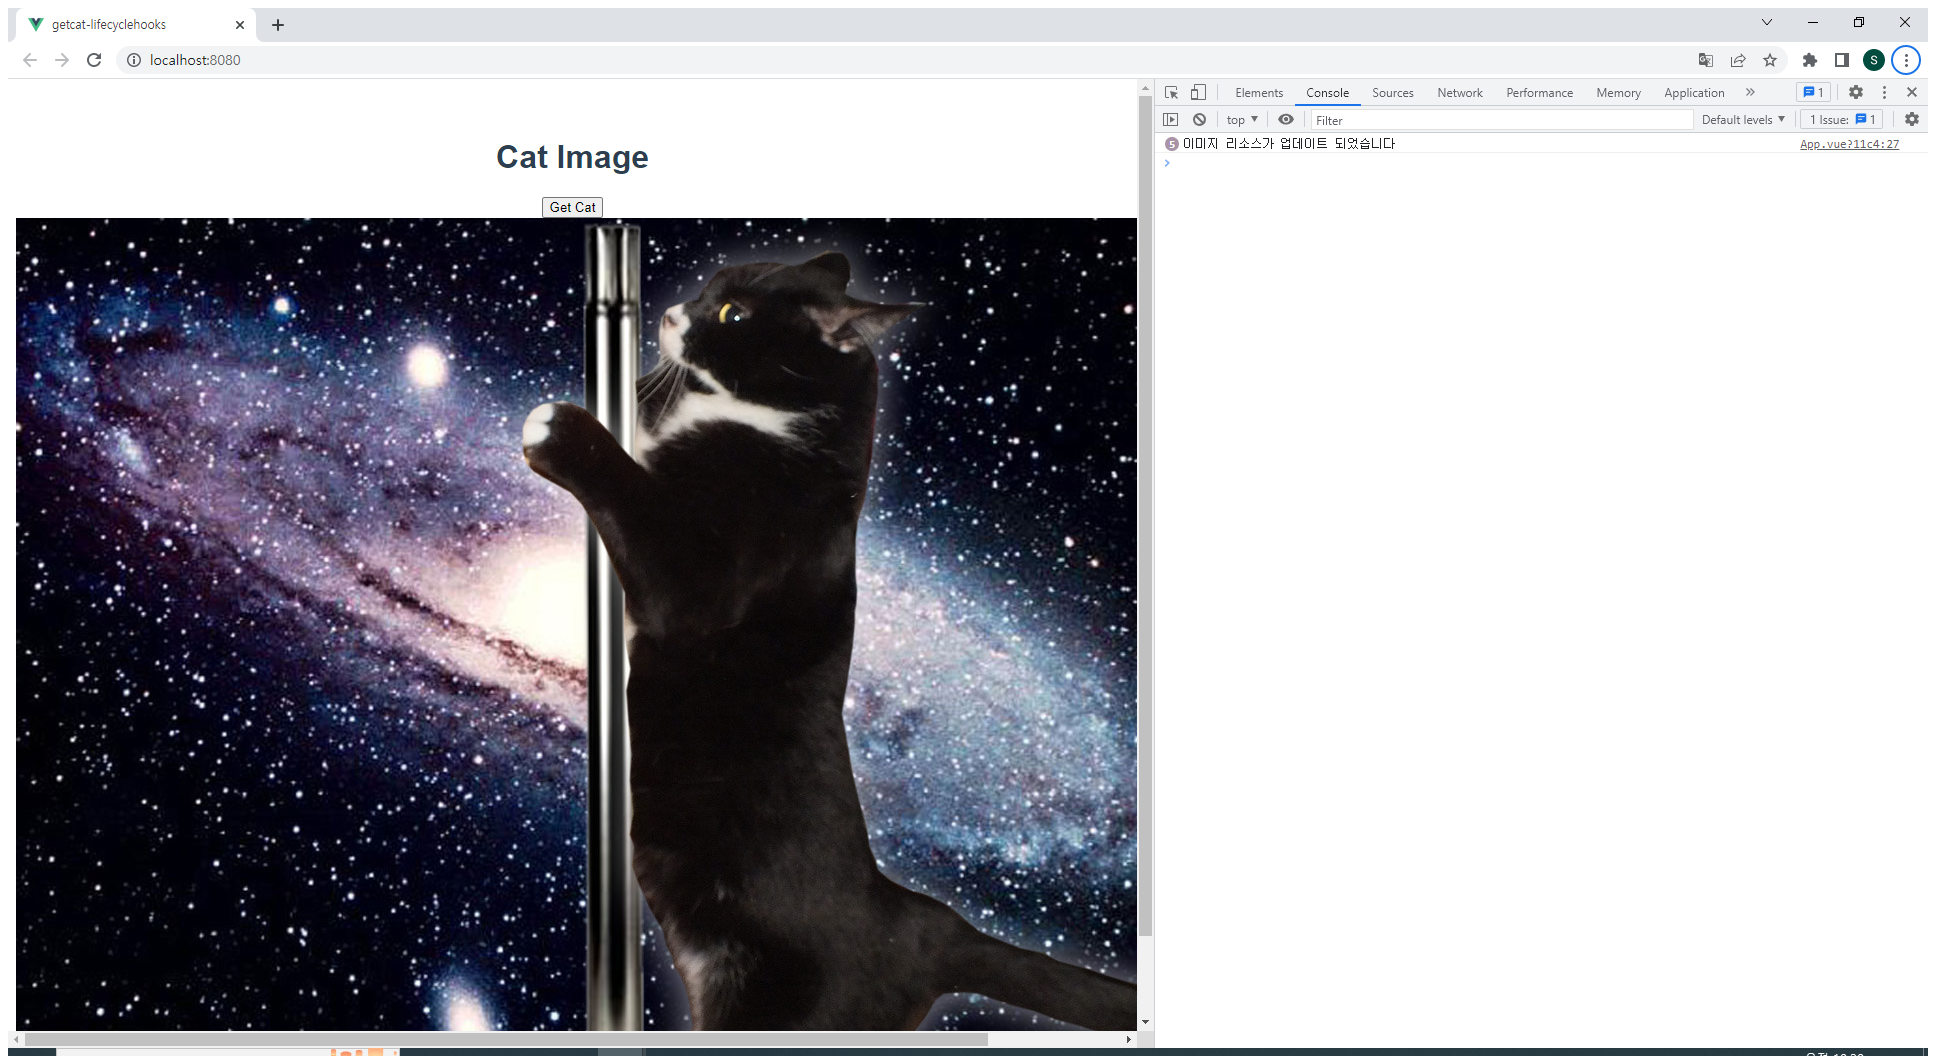 getcat-lifecyclehooks
localhost:8080
S
Cat Image
Get Cat
Elements Console Sources Network Performance Memory Application 1
top Filter Default levels 1 Issue: 1
5 이미지 리소스가 업데이트 되었습니다 App.vue?11c4:27